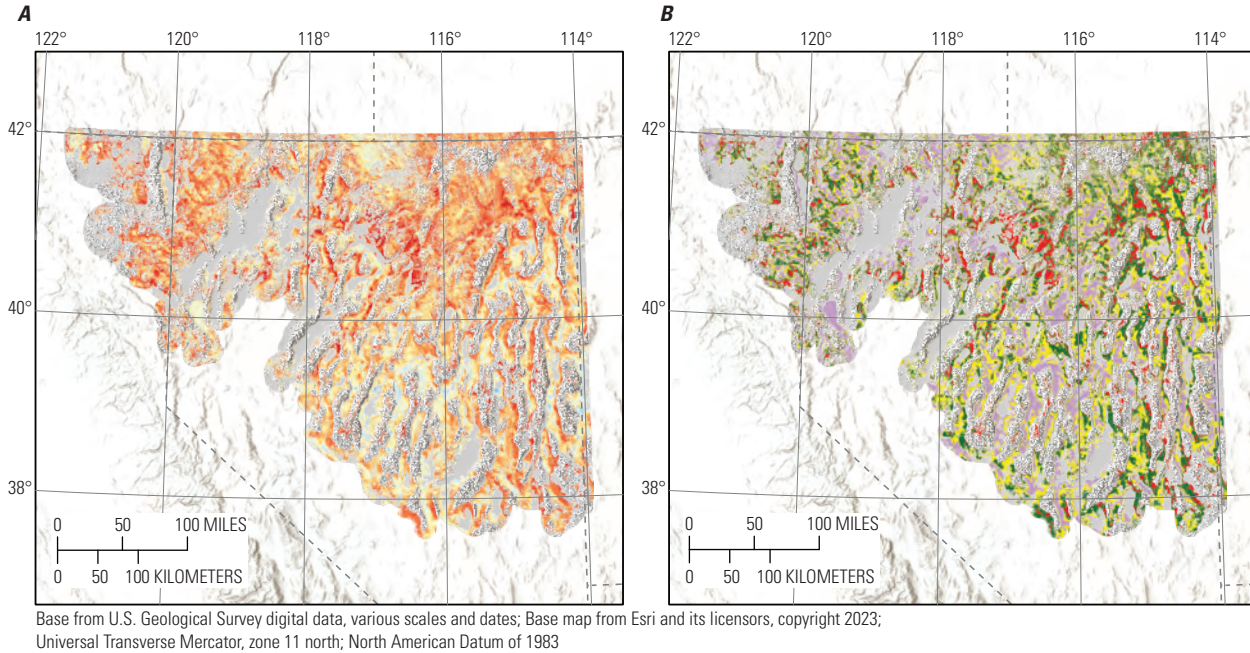 A
B
122° 120° 118° 116° 114°
122° 120° 118° 116° 114°
42°
42°
40°
40°
38°
38°
0 50 100 MILES
0 50 100 KILOMETERS
0 50 100 MILES
0 50 100 KILOMETERS
Base from U.S. Geological Survey digital data, various scales and dates; Base map from Esri and its licensors, copyright 2023;
Universal Transverse Mercator, zone 11 north; North American Datum of 1983